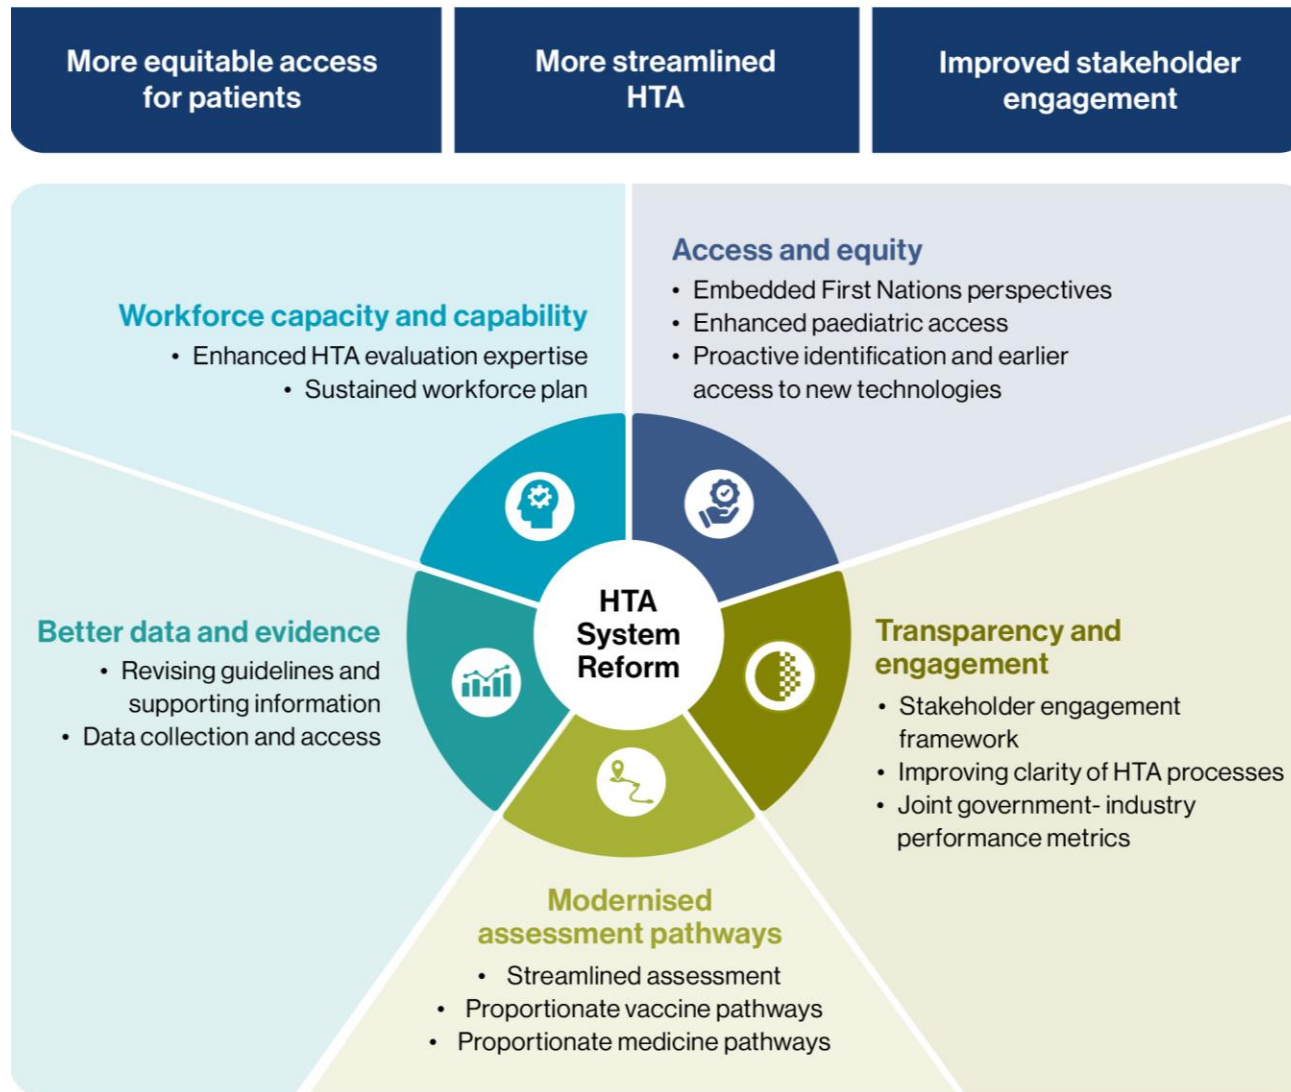 More equitable access
for patients
More streamlined
HTA
Improved stakeholder
engagement
Workforce capacity and capability
• Enhanced HTA evaluation expertise
• Sustained workforce plan
Access and equity
• Embedded First Nations perspectives
• Enhanced paediatric access
• Proactive identification and earlier
access to new technologies
HTA
System
Reform
Better data and evidence
• Revising guidelines and
supporting information
• Data collection and access
Transparency and
engagement
• Stakeholder engagement
framework
• Improving clarity of HTA processes
• Joint government- industry
performance metrics
Modernised
assessment pathways
• Streamlined assessment
• Proportionate vaccine pathways
• Proportionate medicine pathways